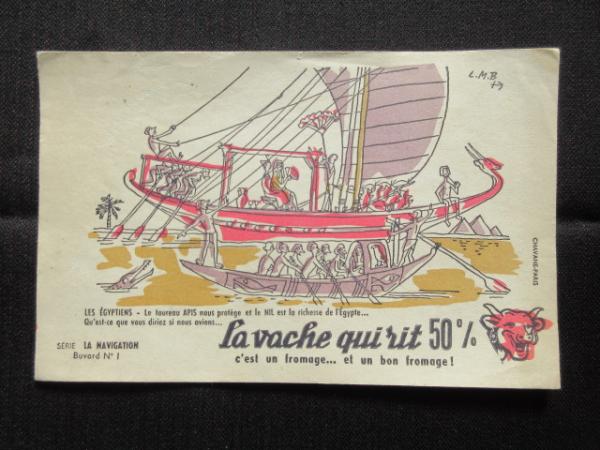 L.M.B
CHAVANE-PARIS
LES ÉGYPTIENS - Le taureau APIS nous protège et le NIL est la richesse de l'Égypte...
Qu'est-ce que vous diriez si nous avions...
La vache qui rit 50%
c'est un fromage... et un bon fromage!
SÉRIE LA NAVIGATION
Buvard N° 1